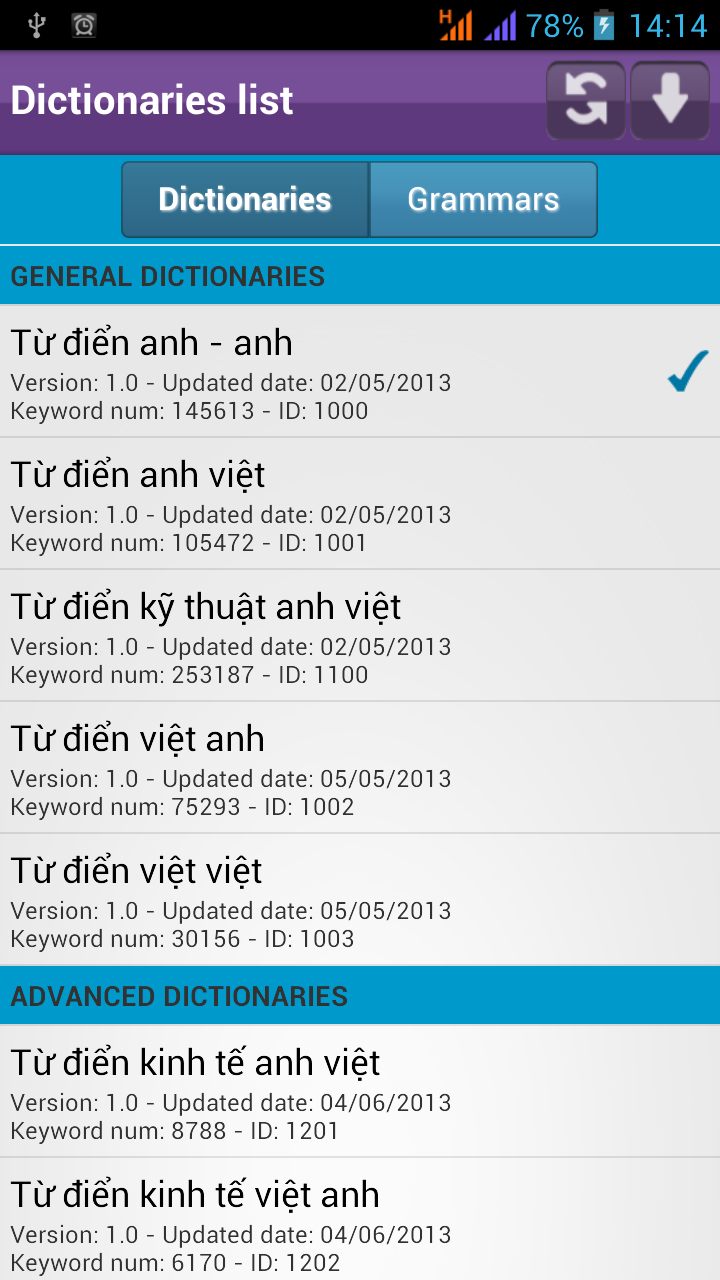 H 78% 14:14
Dictionaries list
Dictionaries Grammars
GENERAL DICTIONARIES
Từ điển anh - anh
Version: 1.0 - Updated date: 02/05/2013
Keyword num: 145613 - ID: 1000
Từ điển anh việt
Version: 1.0 - Updated date: 02/05/2013
Keyword num: 105472 - ID: 1001
Từ điển kỹ thuật anh việt
Version: 1.0 - Updated date: 02/05/2013
Keyword num: 253187 - ID: 1100
Từ điển việt anh
Version: 1.0 - Updated date: 05/05/2013
Keyword num: 75293 - ID: 1002
Từ điển việt việt
Version: 1.0 - Updated date: 05/05/2013
Keyword num: 30156 - ID: 1003
ADVANCED DICTIONARIES
Từ điển kinh tế anh việt
Version: 1.0 - Updated date: 04/06/2013
Keyword num: 8788 - ID: 1201
Từ điển kinh tế việt anh
Version: 1.0 - Updated date: 04/06/2013
Keyword num: 6170 - ID: 1202